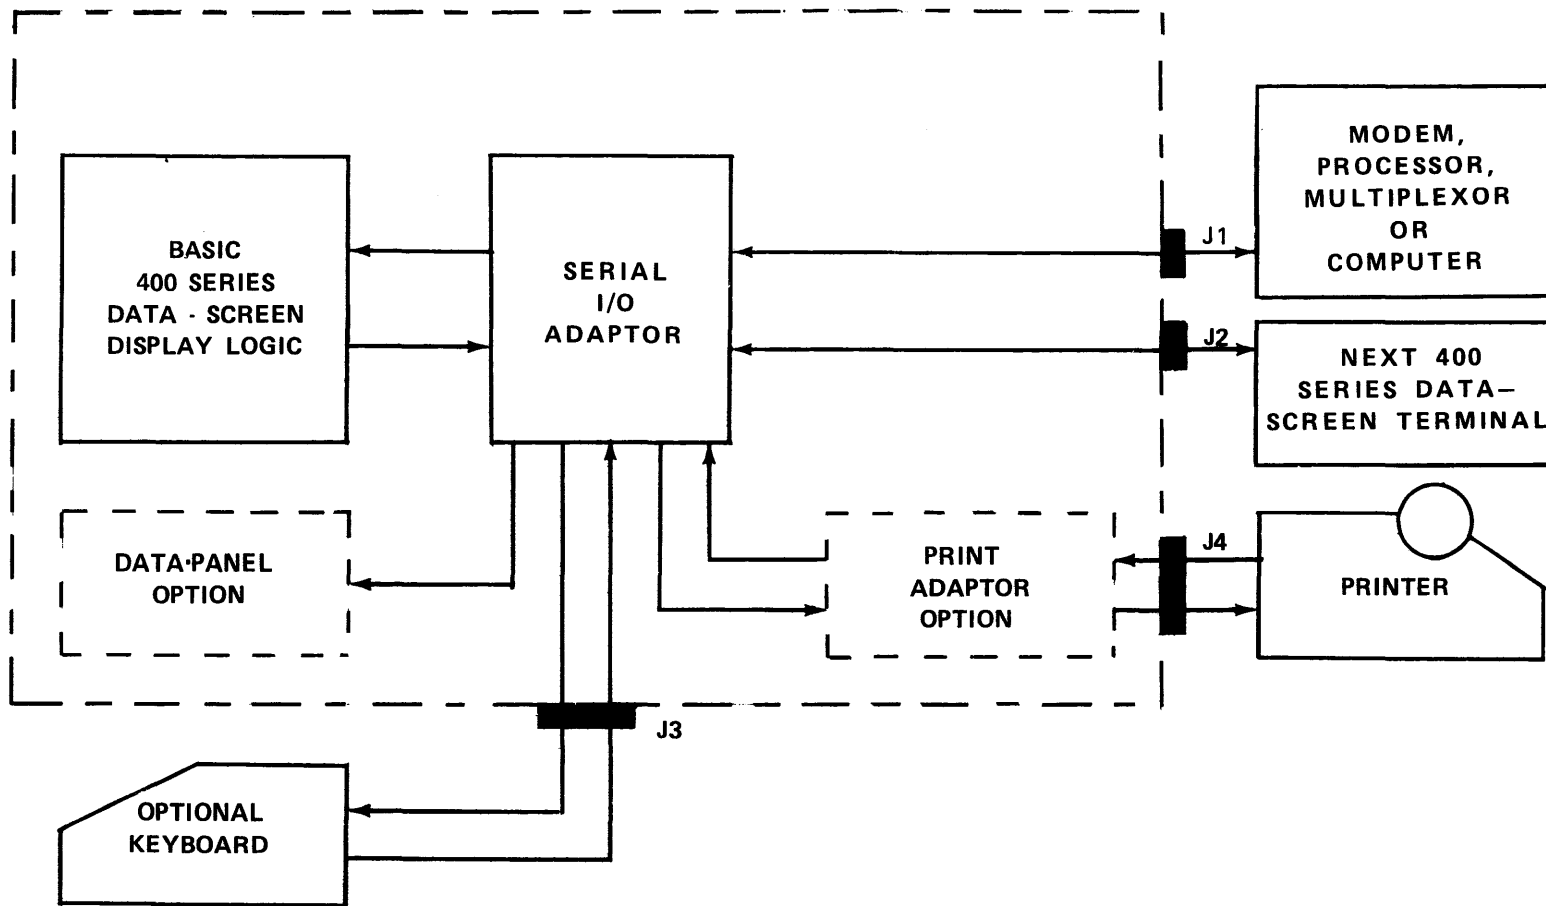 MODEM,
PROCESSOR,
MULTIPLEXOR
OR
COMPUTER
J1
BASIC
400 SERIES
DATA - SCREEN
DISPLAY LOGIC
SERIAL
I/O
ADAPTOR
J2
NEXT 400
SERIES DATA–
SCREEN TERMINAL
DATA·PANEL
OPTION
PRINT
ADAPTOR
OPTION
J4
PRINTER
J3
OPTIONAL
KEYBOARD